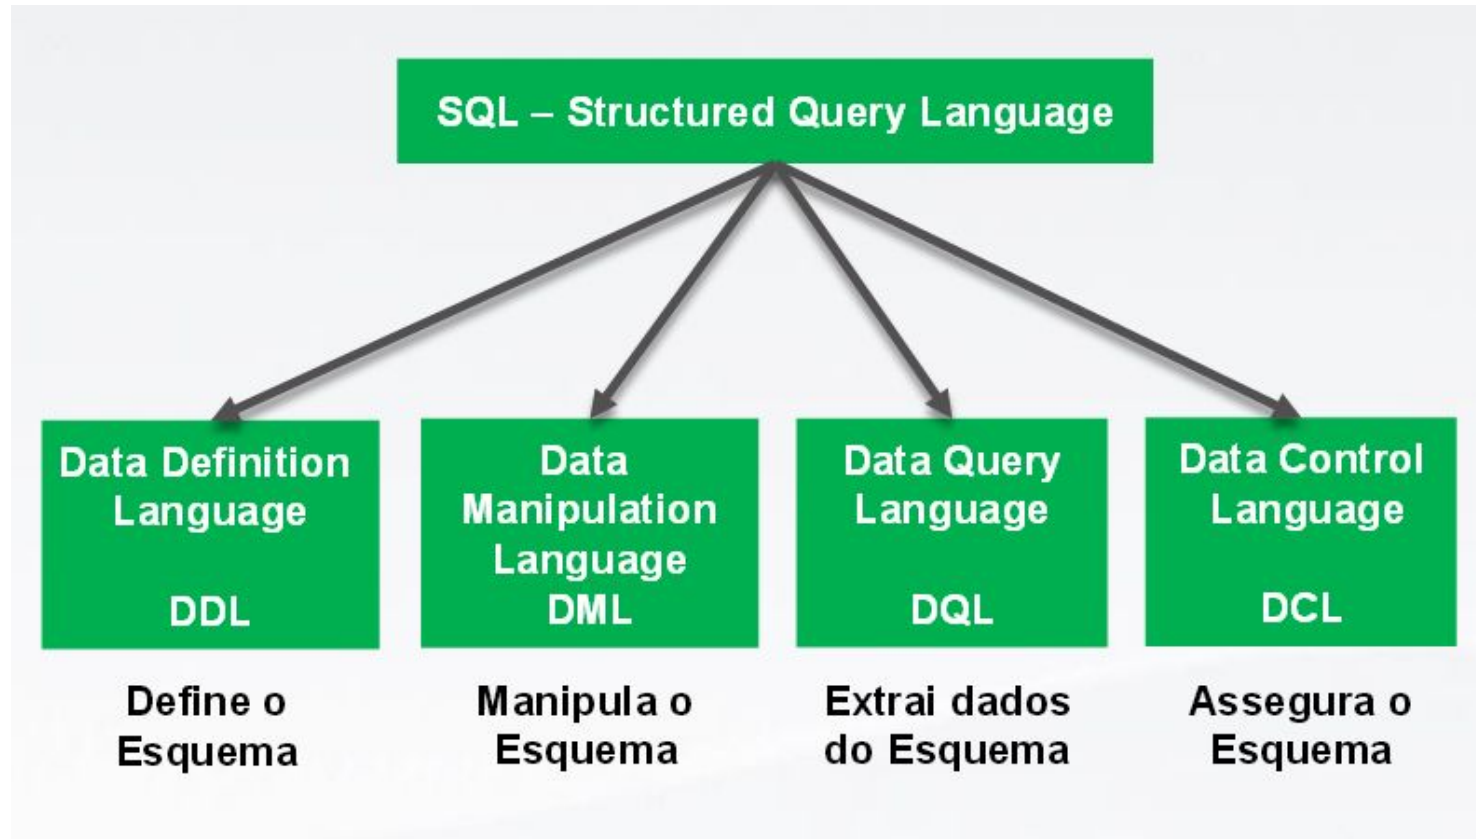 SQL – Structured Query Language
Data Definition
Language
DDL
Define o
Esquema
Data
Manipulation
Language
DML
Manipula o
Esquema
Data Query
Language
DQL
Extrai dados
do Esquema
Data Control
Language
DCL
Assegura o
Esquema